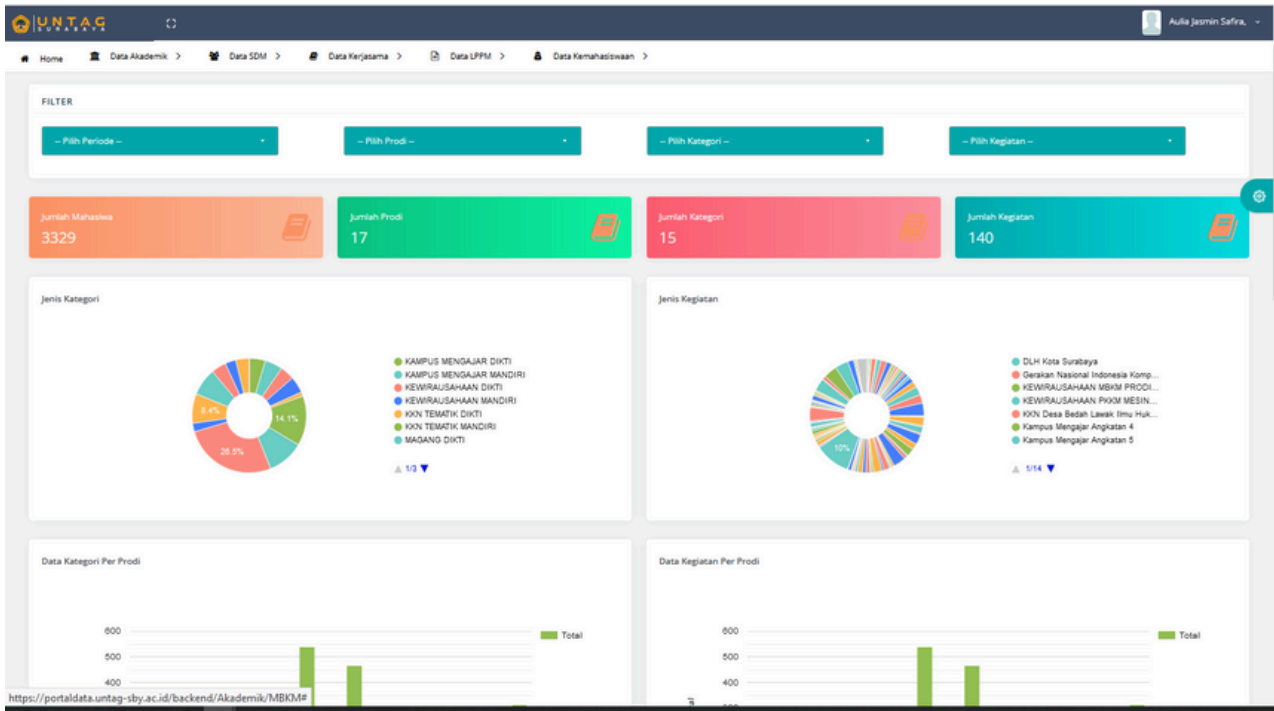 UNTAG
SURABAYA
Aulia Jasmin Safira,
Home
Data Akademik >
Data SDM >
Data Kerjasama >
Data LPPM >
Data Kemahasiswaan >
FILTER
-- Pilih Periode --
-- Pilih Prodi --
-- Pilih Kategori --
-- Pilih Kegiatan --
Jumlah Mahasiwa
3329
Jumlah Prodi
17
Jumlah Kategori
15
Jumlah Kegiatan
140
Jenis Kategori
8.4%
14.1%
26.8%
KAMPUS MENGAJAR DIKTI
KAMPUS MENGAJAR MANDIRI
KEWIRAUSAHAAN DIKTI
KEWIRAUSAHAAN MANDIRI
KKN TEMATIK DIKTI
KKN TEMATIK MANDIRI
MAGANG DIKTI
1/3
Jenis Kegiatan
10%
DLH Kota Surabaya
Gerakan Nasional Indonesia Komp...
KEWIRAUSAHAAN MBKM PRODI...
KEWIRAUSAHAAN PKKM MESIN...
KKN Desa Bedah Lawak Ilmu Huk...
Kampus Mengajar Angkatan 4
Kampus Mengajar Angkatan 5
1/14
Data Kategori Per Prodi
600
500
400
Total
Data Kegiatan Per Prodi
600
500
400
Total
https://portaldata.untag-sby.ac.id/backend/Akademik/MBKM#